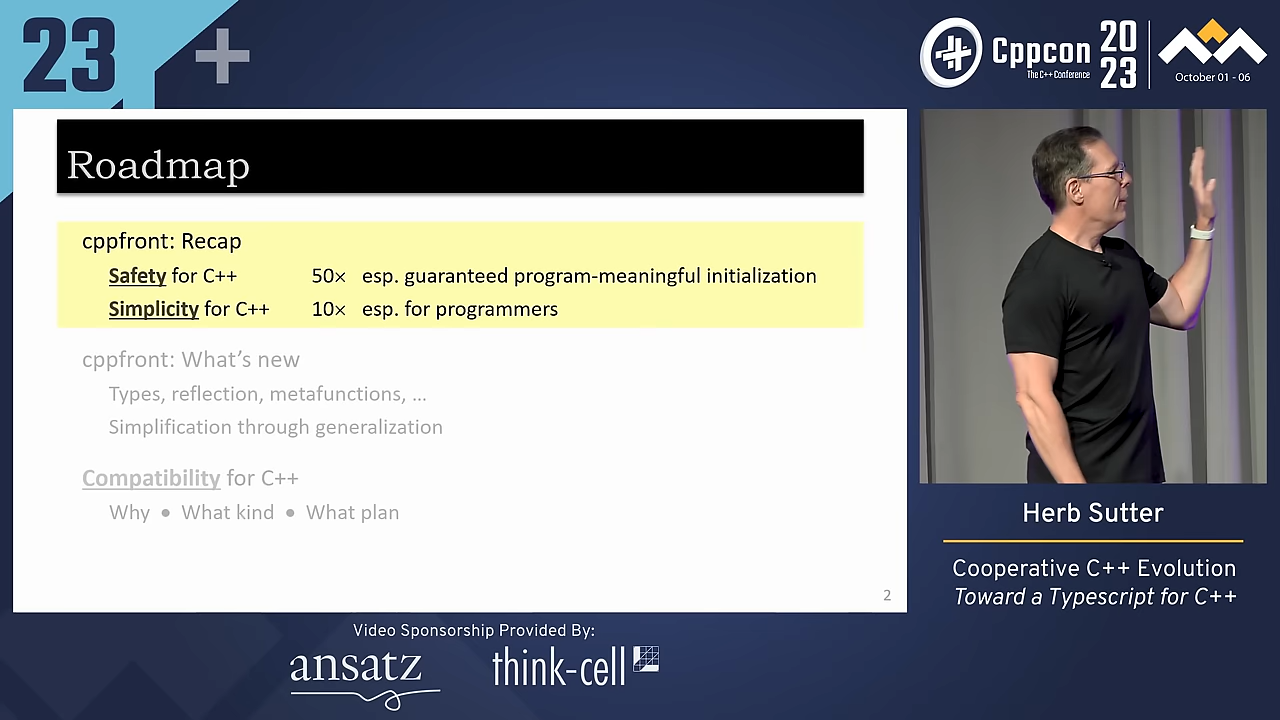 23 +
Cppcon
The C++ Conference
20
23
October 01 - 06
Roadmap
cppfront: Recap
Safety for C++ 50× esp. guaranteed program-meaningful initialization
Simplicity for C++ 10× esp. for programmers
cppfront: What’s new
Types, reflection, metafunctions, …
Simplification through generalization
Compatibility for C++
Why • What kind • What plan
2
Herb Sutter
Cooperative C++ Evolution
Toward a Typescript for C++
Video Sponsorship Provided By:
ansatz
think-cell